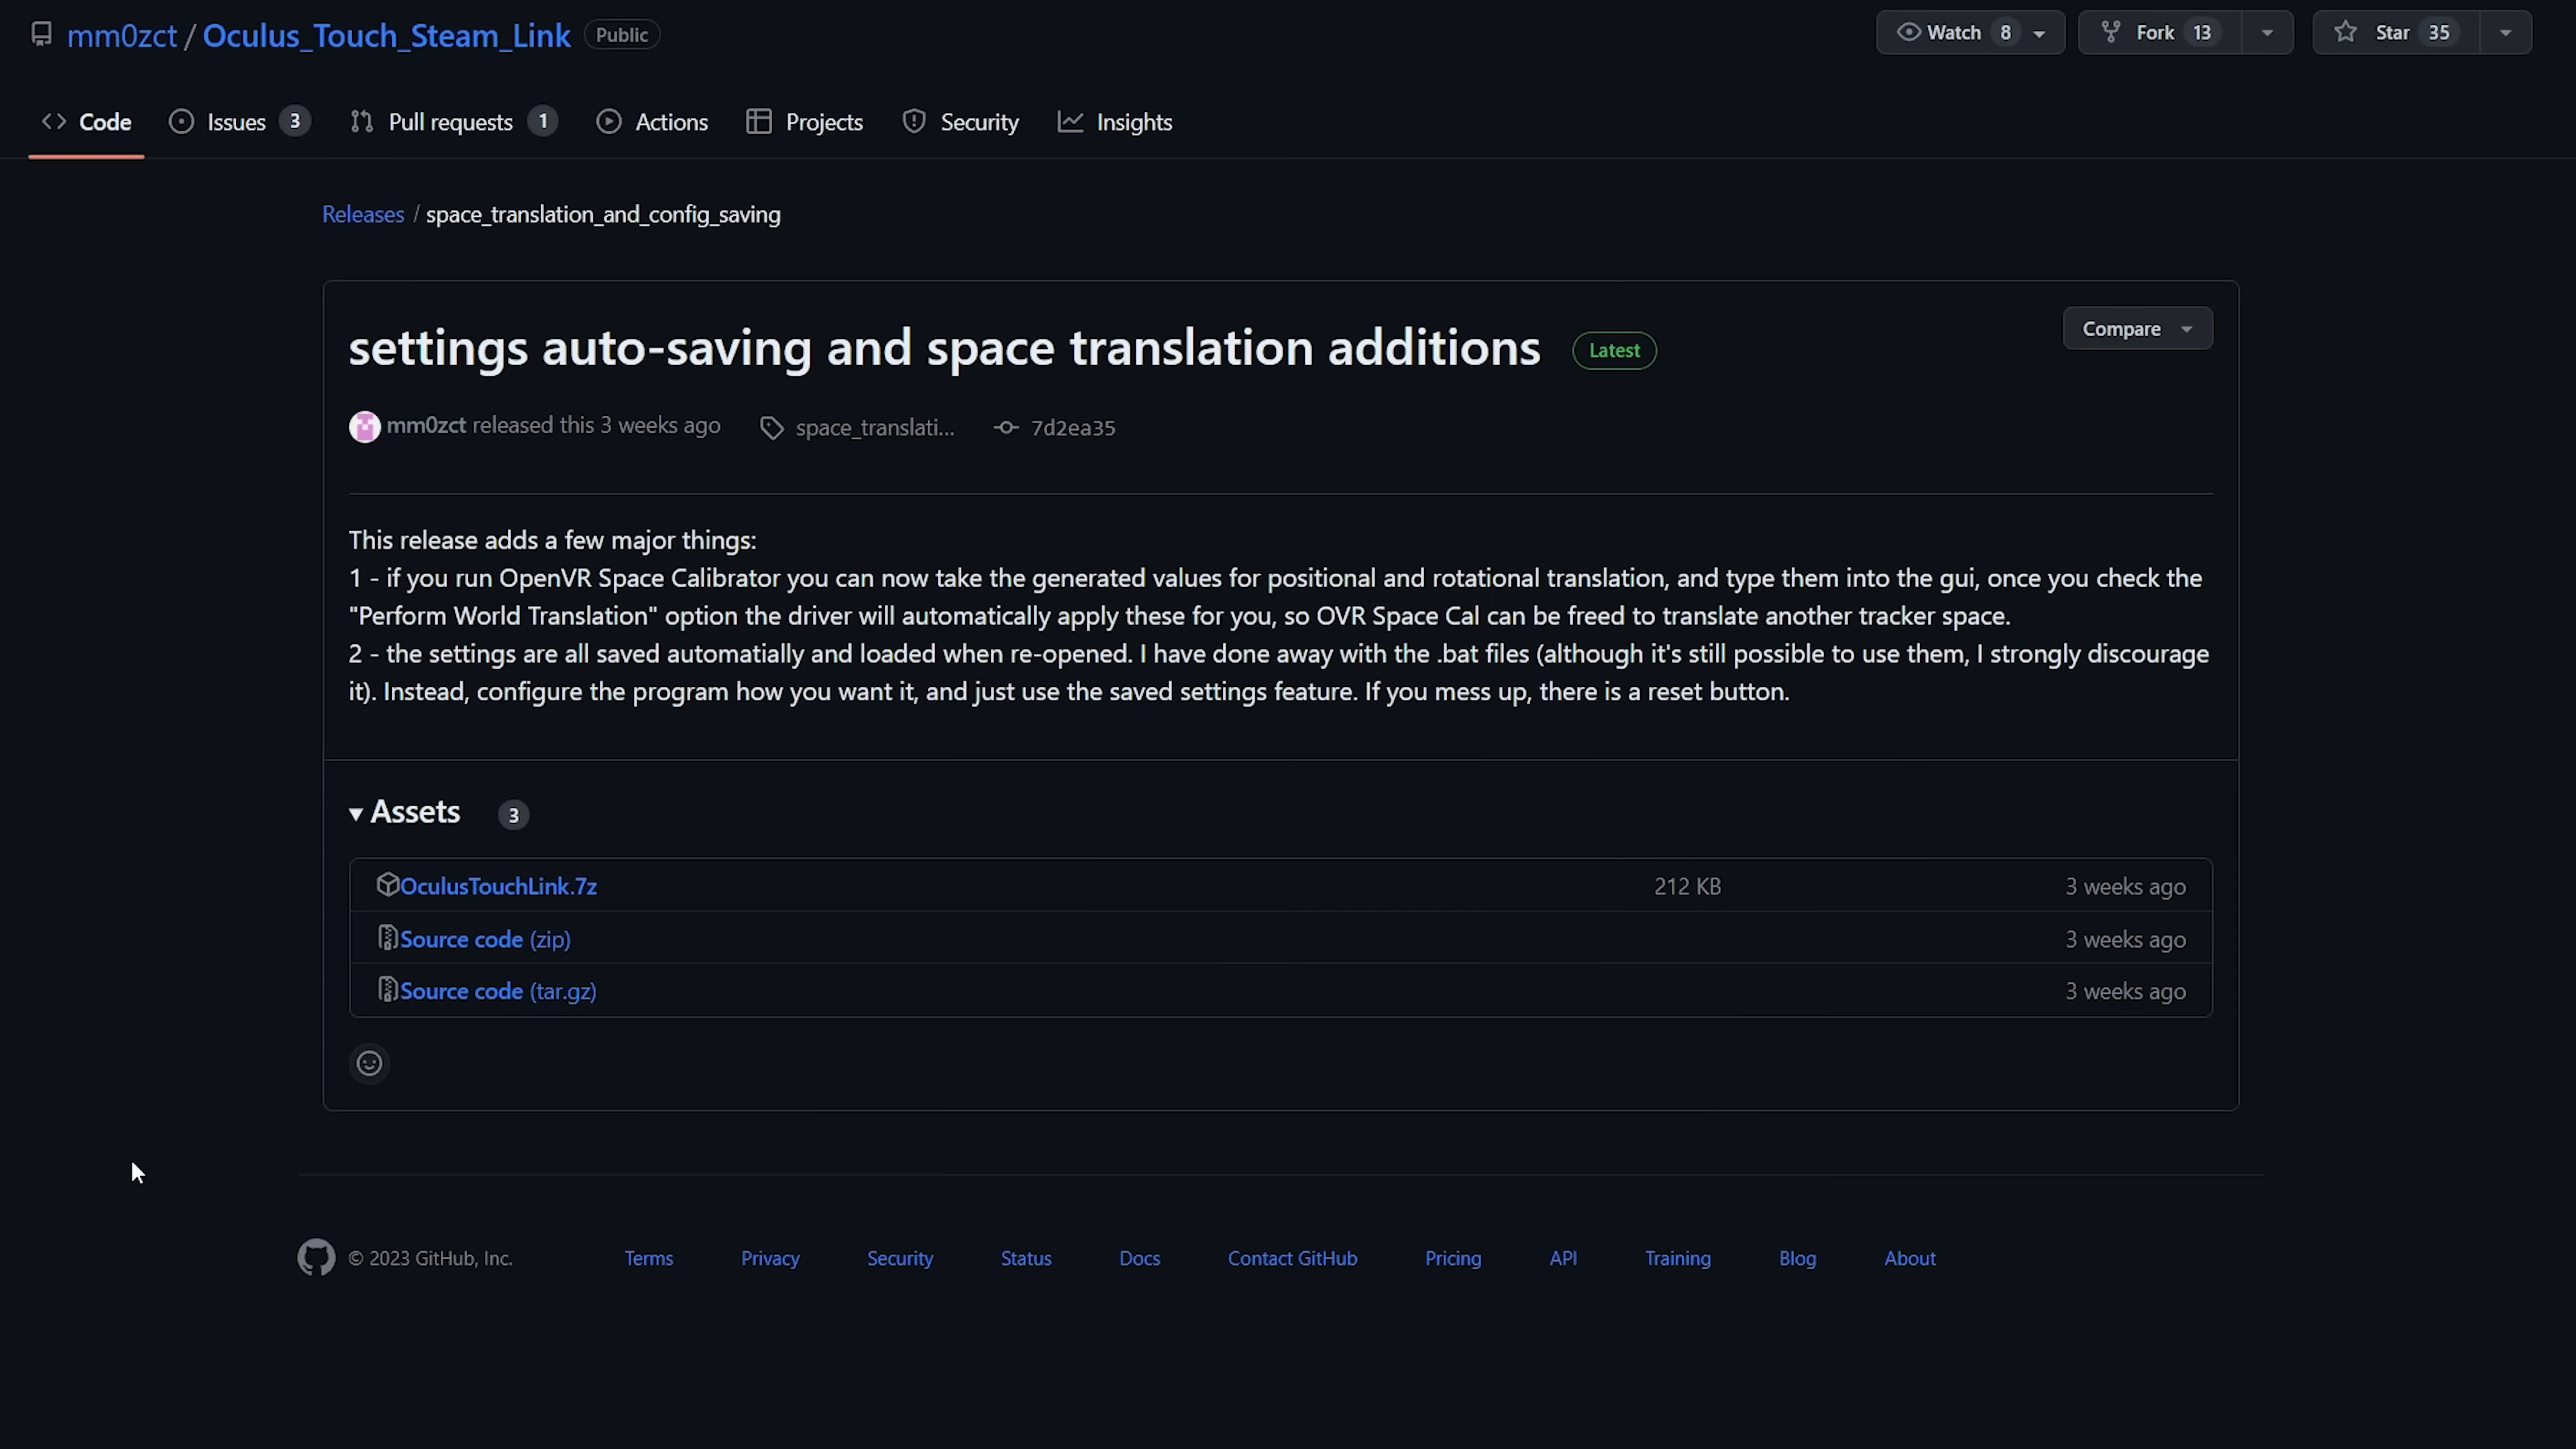 mm0zct / Oculus_Touch_Steam_Link Public Watch 8 Fork 13 Star 35
Code Issues 3 Pull requests 1 Actions Projects Security Insights
Releases / space_translation_and_config_saving
settings auto-saving and space translation additions Latest Compare
mm0zct released this 3 weeks ago space_translati... 7d2ea35
This release adds a few major things:
1 - if you run OpenVR Space Calibrator you can now take the generated values for positional and rotational translation, and type them into the gui, once you check the
"Perform World Translation" option the driver will automatically apply these for you, so OVR Space Cal can be freed to translate another tracker space.
2 - the settings are all saved automatially and loaded when re-opened. I have done away with the .bat files (although it's still possible to use them, I strongly discourage
it). Instead, configure the program how you want it, and just use the saved settings feature. If you mess up, there is a reset button.
Assets 3
OculusTouchLink.7z 212 KB 3 weeks ago
Source code (zip) 3 weeks ago
Source code (tar.gz) 3 weeks ago
© 2023 GitHub, Inc. Terms Privacy Security Status Docs Contact GitHub Pricing API Training Blog About